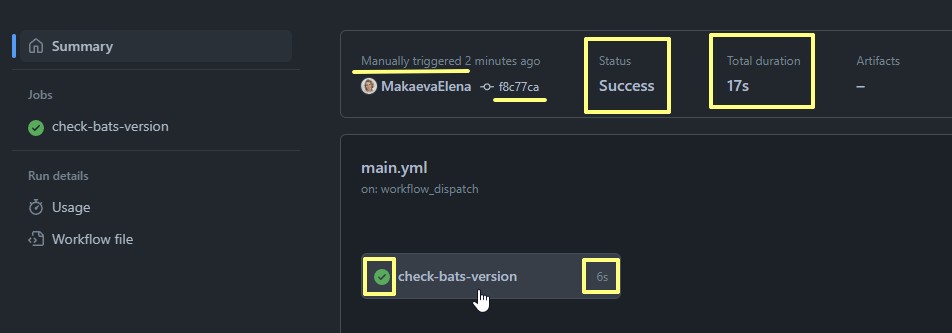 Summary
Jobs
check-bats-version
Run details
Usage
Workflow file
Manually triggered 2 minutes ago
MakaevaElena f8c77ca
Status
Success
Total duration
17s
Artifacts
–
main.yml
on: workflow_dispatch
check-bats-version 6s